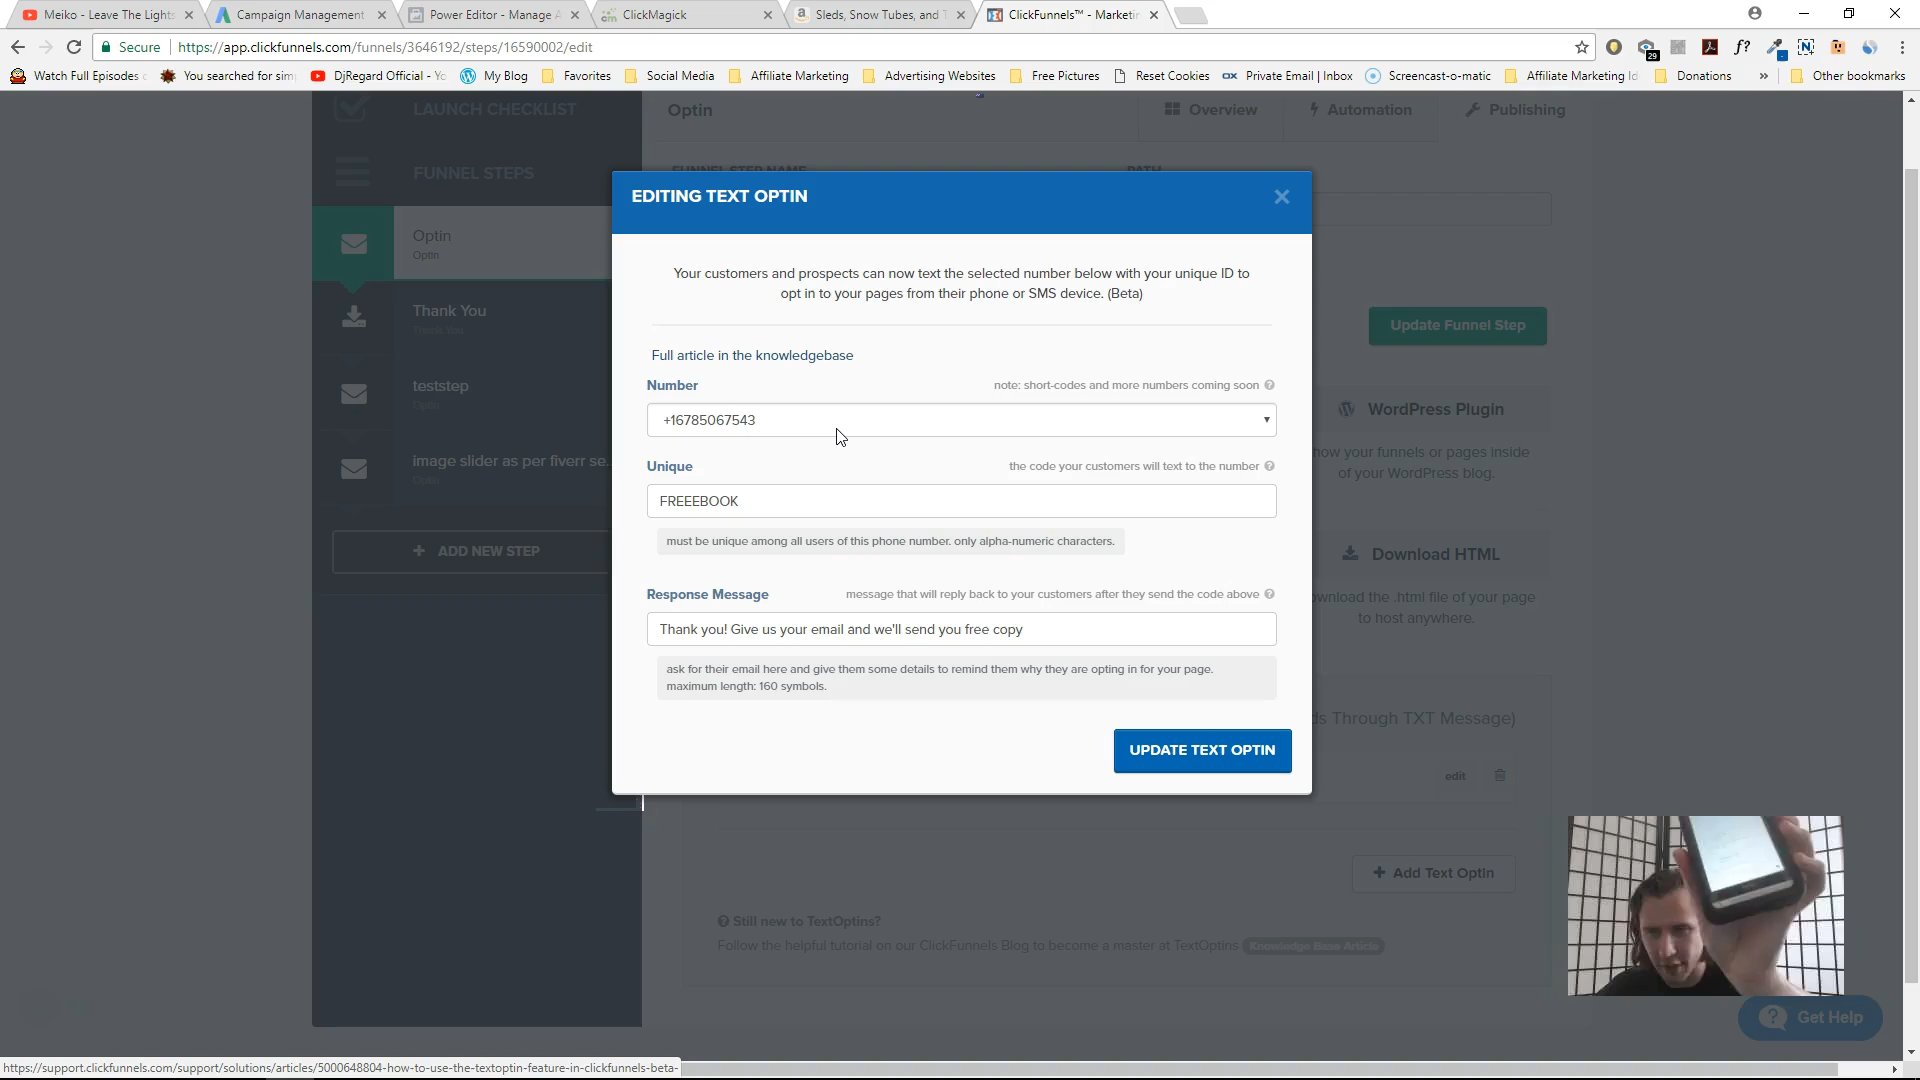 Meiko - Leave The Lights
Campaign Management
Power Editor - Manage A
ClickMagick
Sleds, Snow Tubes, and T
ClickFunnels™ - Marketin
Secure
https://app.clickfunnels.com/funnels/3646192/steps/16590002/edit
29
Watch Full Episodes
You searched for sim
DjRegard Official - Yo
My Blog
Favorites
Social Media
Affiliate Marketing
Advertising Websites
Free Pictures
Reset Cookies
Private Email | Inbox
Screencast-o-matic
Affiliate Marketing Id
Donations
»
Other bookmarks
LAUNCH CHECKLIST
Optin
Overview
Automation
Publishing
FUNNEL STEPS
FUNNEL STEP NAME
PATH
Optin
Optin
Thank You
Thank You
teststep
Optin
image slider as per fiverr se...
Optin
+ ADD NEW STEP
EDITING TEXT OPTIN
Your customers and prospects can now text the selected number below with your unique ID to
opt in to your pages from their phone or SMS device. (Beta)
Full article in the knowledgebase
Number
note: short-codes and more numbers coming soon
+16785067543
Unique
the code your customers will text to the number
FREEEBOOK
must be unique among all users of this phone number. only alpha-numeric characters.
Response Message
message that will reply back to your customers after they send the code above
Thank you! Give us your email and we'll send you free copy
ask for their email here and give them some details to remind them why they are opting in for your page.
maximum length: 160 symbols.
UPDATE TEXT OPTIN
Update Funnel Step
WordPress Plugin
how your funnels or pages inside
of your WordPress blog.
Download HTML
ownload the .html file of your page
to host anywhere.
ds Through TXT Message)
edit
+ Add Text Optin
Still new to TextOptins?
Follow the helpful tutorial on our ClickFunnels Blog to become a master at TextOptins
Knowledge Base Article
Get Help
https://support.clickfunnels.com/support/solutions/articles/5000648804-how-to-use-the-textoptin-feature-in-clickfunnels-beta-